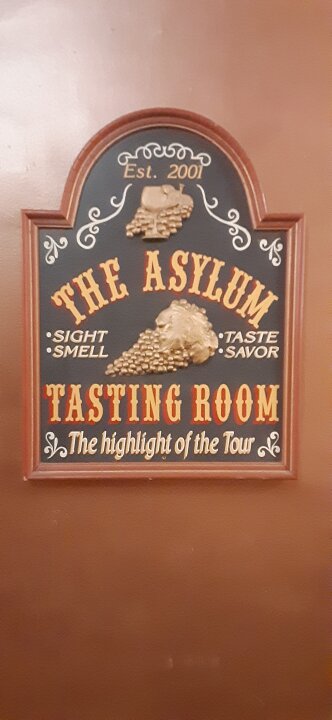 Est. 2001
THE ASYLUM
•SIGHT
•SMELL
•TASTE
•SAVOR
TASTING ROOM
The highlight of the Tour